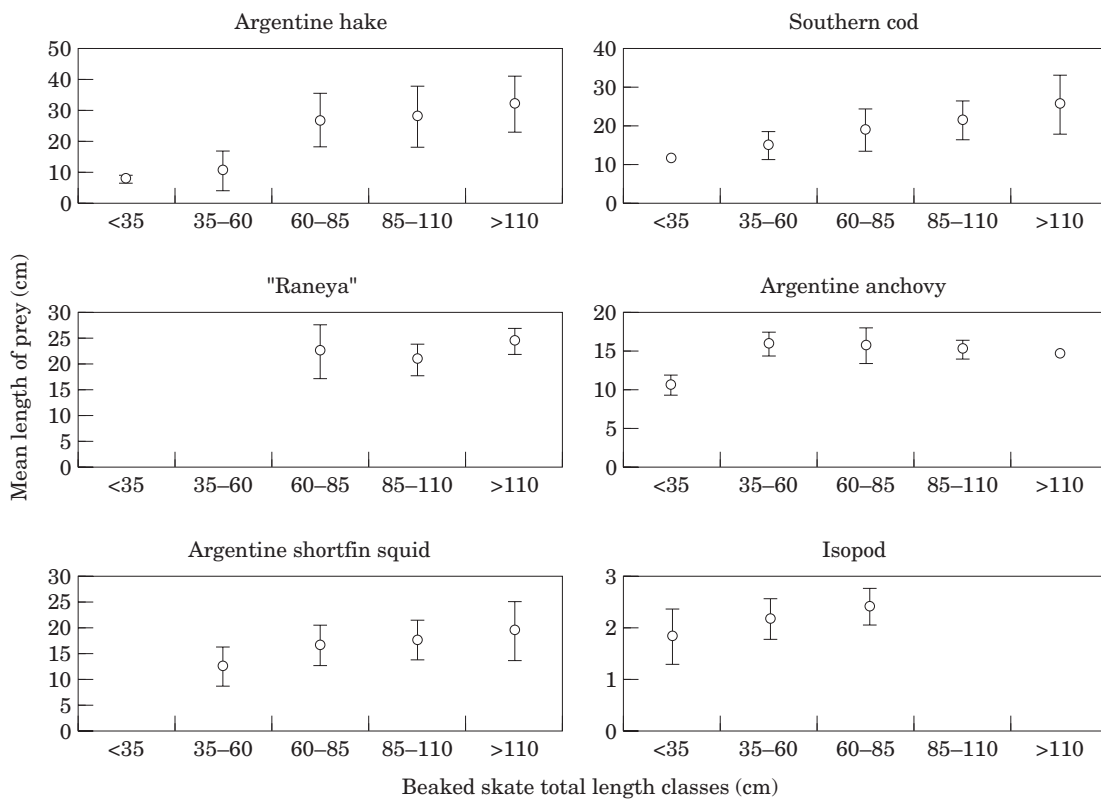 Argentine hake
50
40
30
20
10
0
<35 35–60 60–85 85–110 >110
Southern cod
40
30
20
10
0
<35 35–60 60–85 85–110 >110
Mean length of prey (cm)
"Raneya"
30
25
20
15
10
5
0
<35 35–60 60–85 85–110 >110
Argentine anchovy
20
15
10
5
0
<35 35–60 60–85 85–110 >110
Argentine shortfin squid
30
25
20
15
10
5
0
<35 35–60 60–85 85–110 >110
Isopod
3
2
1
0
<35 35–60 60–85 85–110 >110
Beaked skate total length classes (cm)